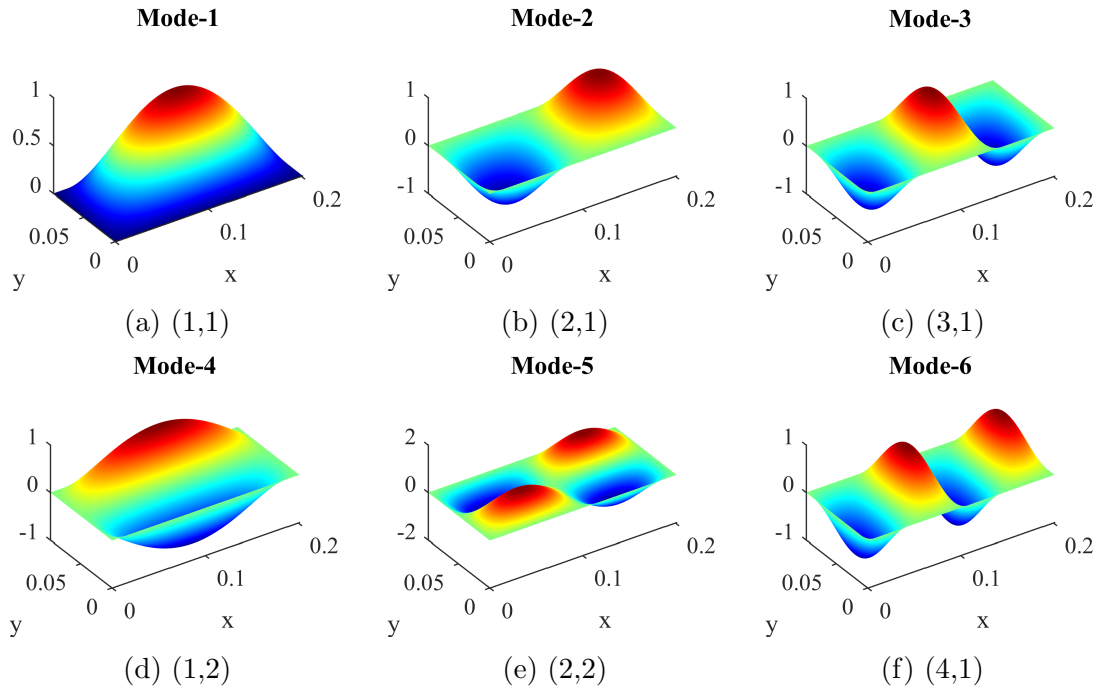 Mode-1
1
0.5
0
0.05
0
y
0
0.1
0.2
x
(a) (1,1)
Mode-2
1
0
-1
0.05
0
y
0
0.1
0.2
x
(b) (2,1)
Mode-3
1
0
-1
0.05
0
y
0
0.1
0.2
x
(c) (3,1)
Mode-4
1
0
-1
0.05
0
y
0
0.1
0.2
x
(d) (1,2)
Mode-5
2
0
-2
0.05
0
y
0
0.1
0.2
x
(e) (2,2)
Mode-6
1
0
-1
0.05
0
y
0
0.1
0.2
x
(f) (4,1)